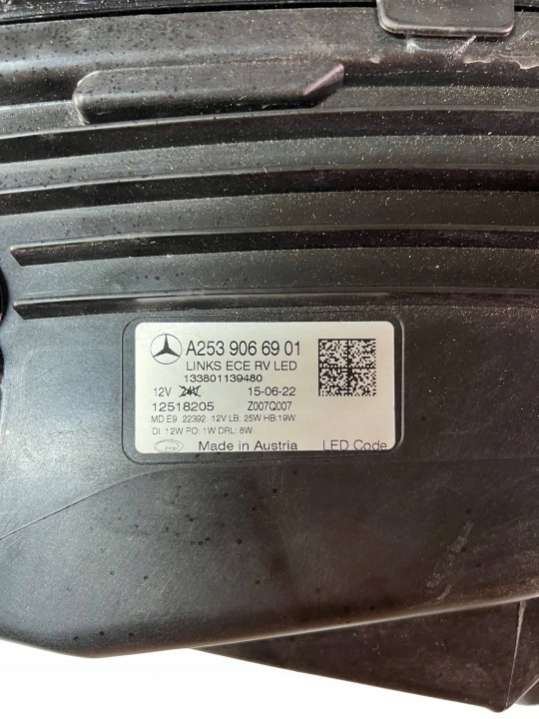 A253 906 69 01
LINKS ECE RV LED
133801139480
12V 24V 15-06-22
12518205 Z007Q007
MD E9 22392 12V LB: 25W HB: 19W
DI: 12W PO: 1W DRL: 8W
Made in Austria LED Code